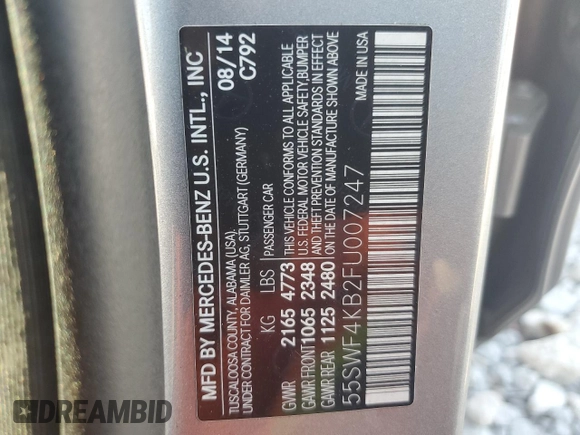 MFD BY MERCEDES-BENZ U.S. INTL., INC
TUSCALOOSA COUNTY, ALABAMA (USA),
UNDER CONTRACT FOR DAIMLER AG, STUTTGART (GERMANY)
08/14
C792
KG LBS
PASSENGER CAR
GVWR 2165 4773
GAWR FRONT 1065 2348
GAWR REAR 1125 2480
THIS VEHICLE CONFORMS TO ALL APPLICABLE
U.S. FEDERAL MOTOR VEHICLE SAFETY, BUMPER
AND THEFT PREVENTION STANDARDS IN EFFECT
ON THE DATE OF MANUFACTURE SHOWN ABOVE
55SWF4KB2FU007247
MADE IN USA
DREAMBID